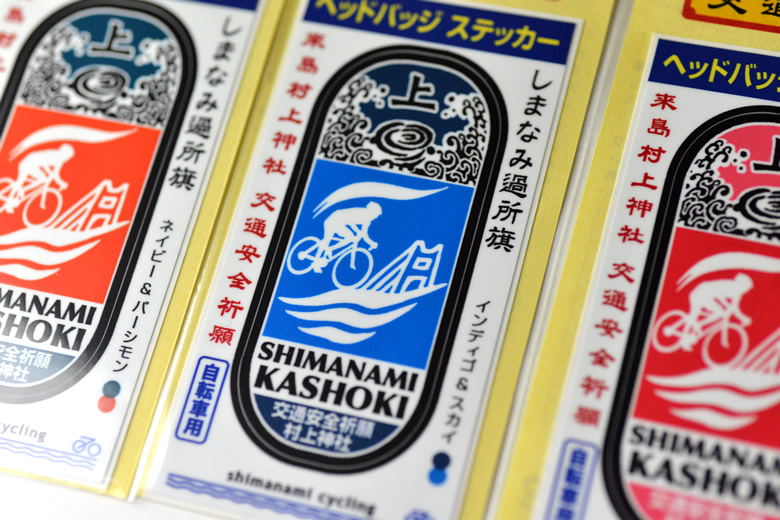 上
しまなみ過所旗
MANAMI
SHOKI
安全祈願
神社
ネイビー & パーシモン
cycling
ヘッドバッジ ステッカー
来島村上神社 交通安全祈願
自転車用
上
しまなみ過所旗
SHIMANAMI
KASHOKI
交通安全祈願
村上神社
インディゴ & スカイ
shimanami cycling
ヘッドバッジ
来島村上神社 交通安全祈願
自転車用
上
SHIMANAMI
KASHOKI